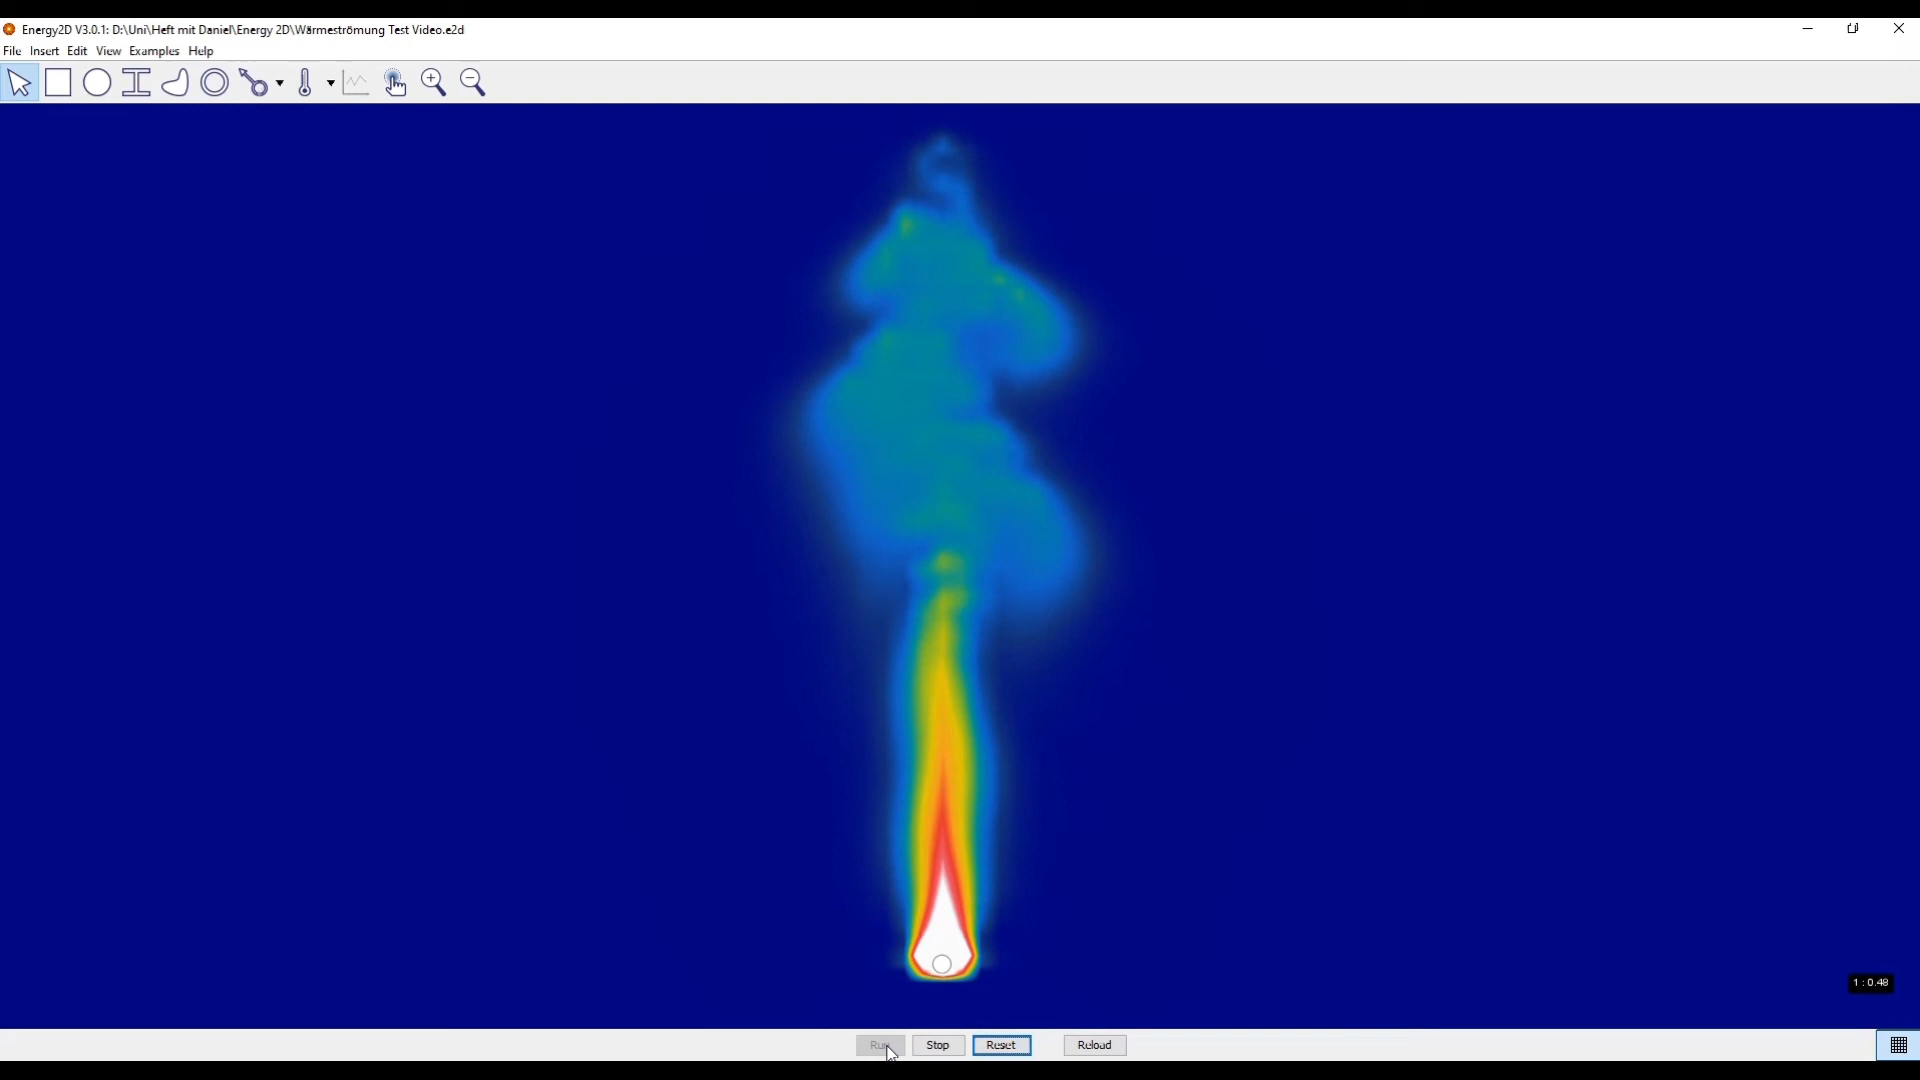 Energy2D V3.0.1: D:\Uni\Heft mit Daniel\Energy 2D\Wärmeströmung Test Video.e2d
File Insert Edit View Examples Help
1 : 0.48
Run Stop Reset Reload